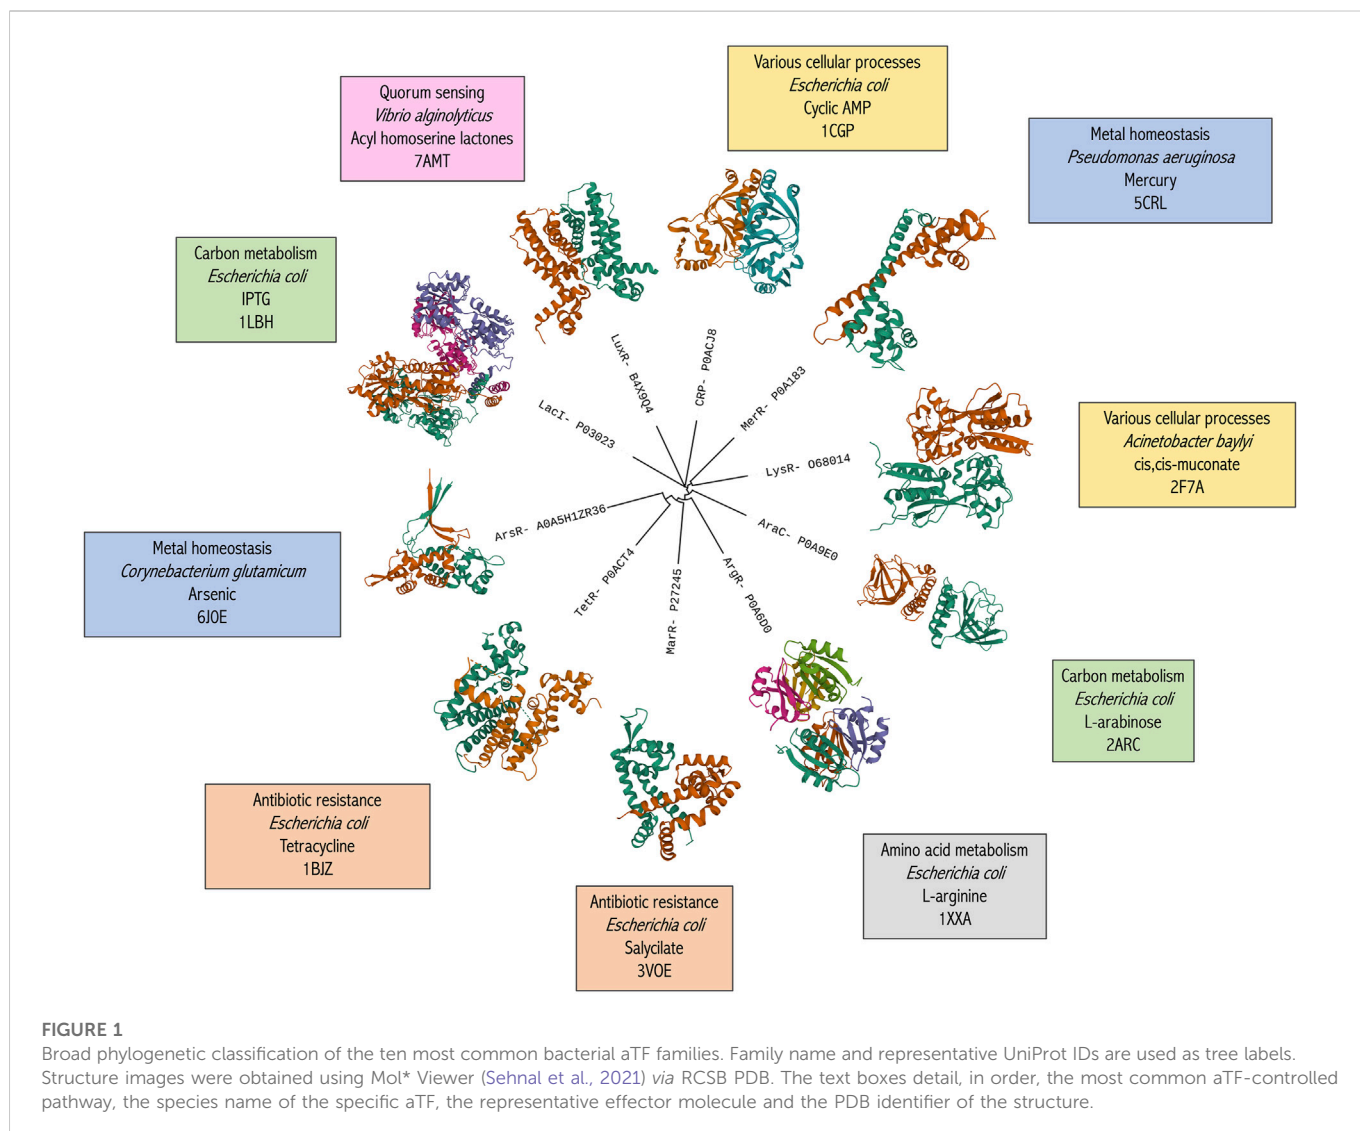 Various cellular processes
Escherichia coli
Cyclic AMP
1CGP
Quorum sensing
Vibrio alginolyticus
Acyl homoserine lactones
7AMT
Metal homeostasis
Pseudomonas aeruginosa
Mercury
5CRL
Carbon metabolism
Escherichia coli
IPTG
1LBH
LuxR- B4X9Q4
CRP- P0ACJ8
MerR- P0A183
LacI- P03023
LysR- O68014
Various cellular processes
Acinetobacter baylyi
cis,cis-muconate
2F7A
ArsR- A0A5H1ZR36
AraC- P0A9E0
Metal homeostasis
Corynebacterium glutamicum
Arsenic
6J0E
TetR- P0ACT4
MarR- P27245
ArgR- P0A6D0
Carbon metabolism
Escherichia coli
L-arabinose
2ARC
Antibiotic resistance
Escherichia coli
Tetracycline
1BJZ
Antibiotic resistance
Escherichia coli
Salycilate
3VOE
Amino acid metabolism
Escherichia coli
L-arginine
1XXA
FIGURE 1
Broad phylogenetic classification of the ten most common bacterial aTF families. Family name and representative UniProt IDs are used as tree labels.
Structure images were obtained using Mol* Viewer (Sehnal et al., 2021) via RCSB PDB. The text boxes detail, in order, the most common aTF-controlled
pathway, the species name of the specific aTF, the representative effector molecule and the PDB identifier of the structure.